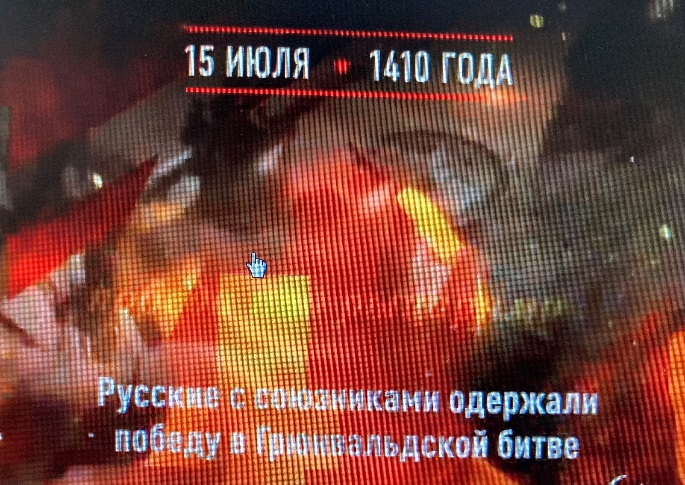 15 ИЮЛЯ • 1410 ГОДА
Русские с союзниками одержали
победу в Грюнвальдской битве